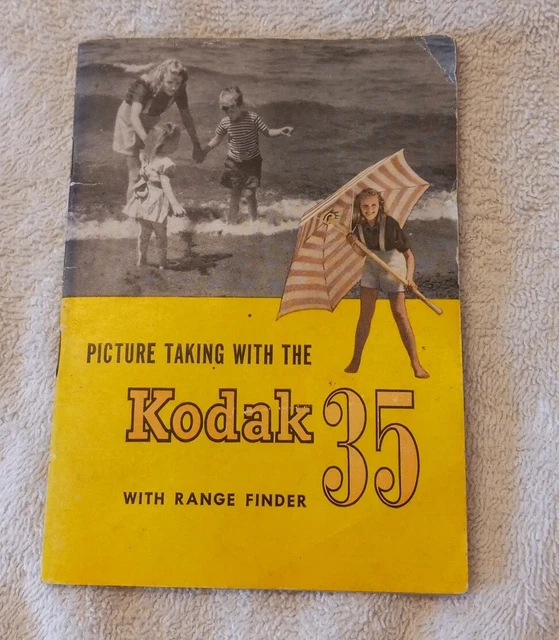 PICTURE TAKING WITH THE
Kodak 35
WITH RANGE FINDER